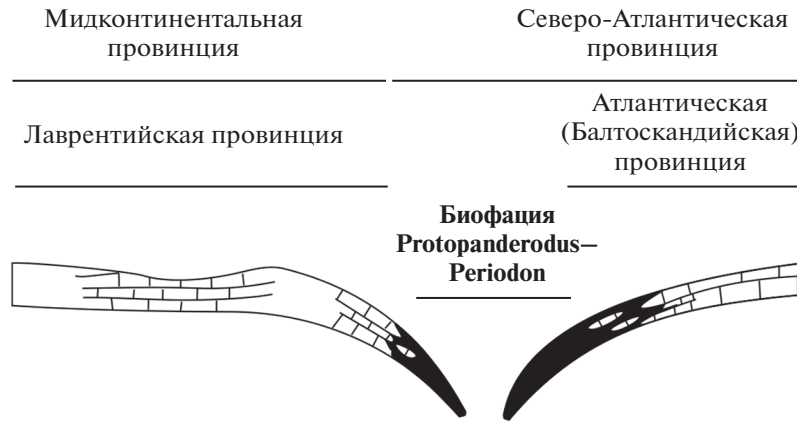 Мидконтинентальная
провинция
Северо-Атлантическая
провинция
Лаврентийская провинция
Атлантическая
(Балтоскандийская)
провинция
Биофация
Protopanderodus–
Periodon